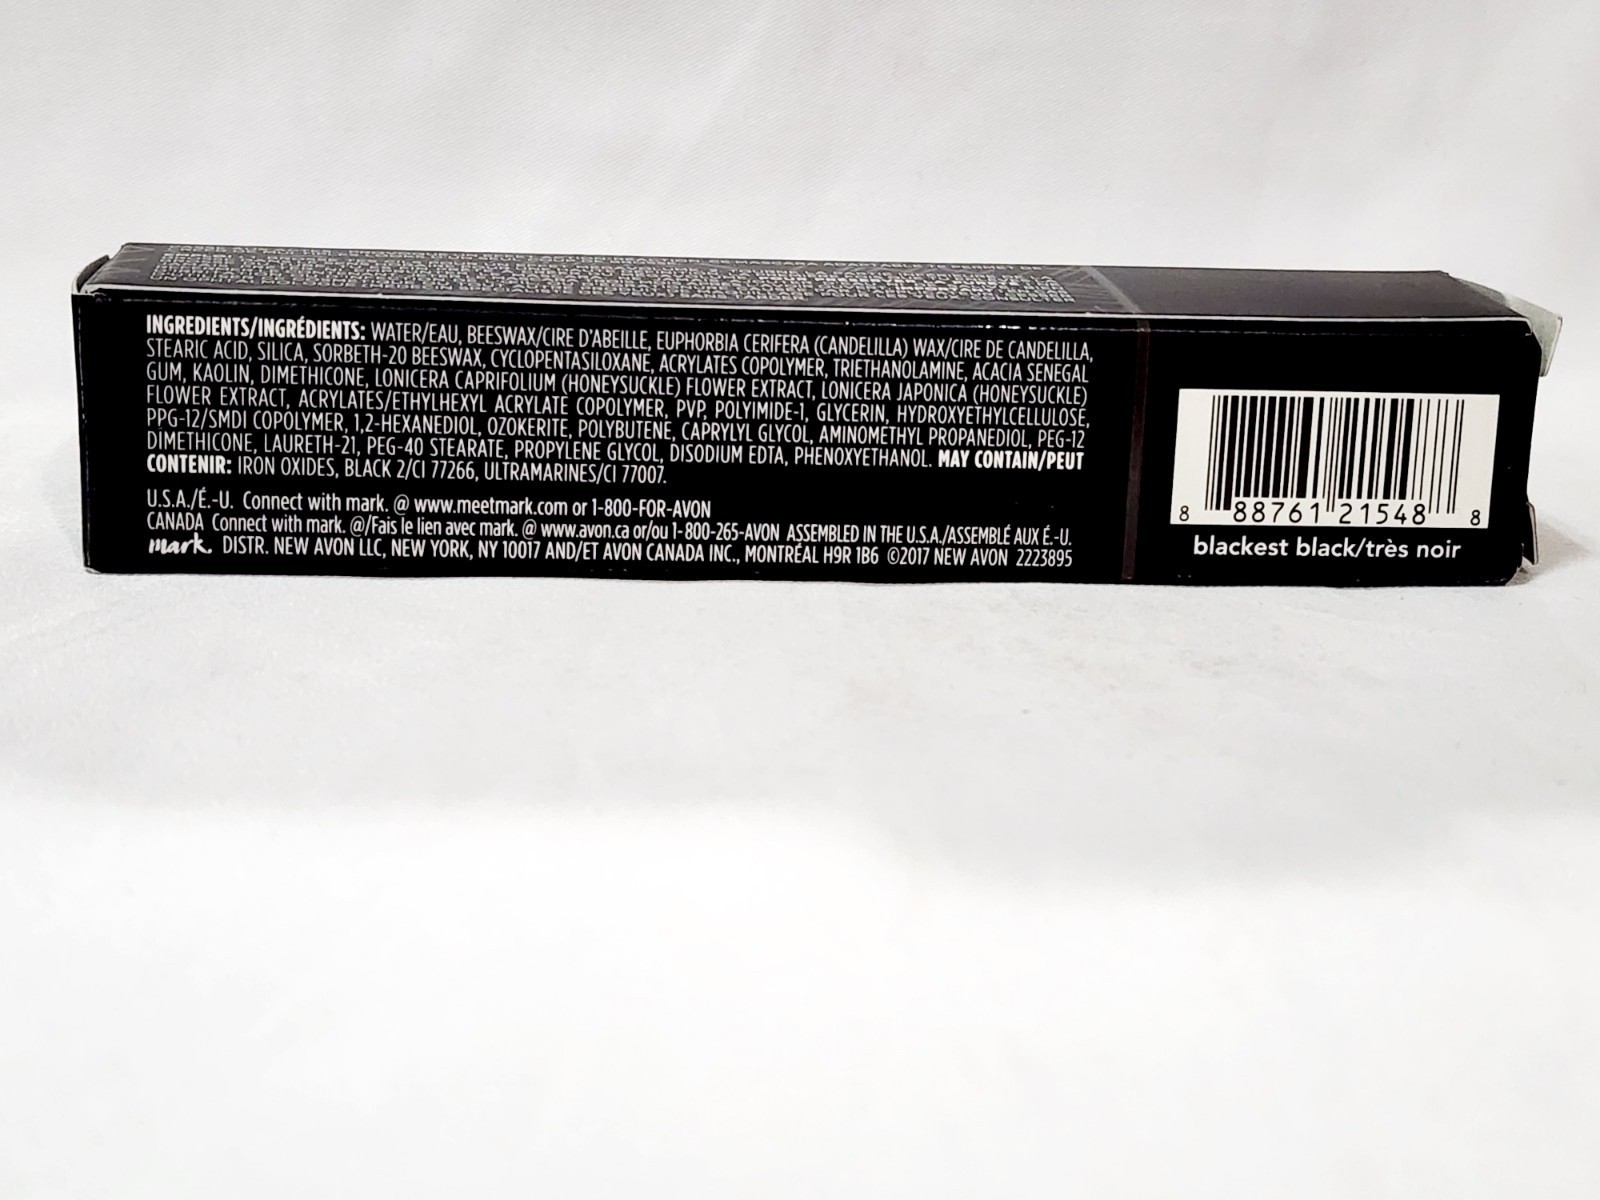 INGREDIENTS/INGRÉDIENTS: WATER/EAU, BEESWAX/CIRE D'ABEILLE, EUPHORBIA CERIFERA (CANDELILLA) WAX/CIRE DE CANDELILLA,
STEARIC ACID, SILICA, SORBETH-20 BEESWAX, CYCLOPENTASILOXANE, ACRYLATES COPOLYMER, TRIETHANOLAMINE, ACACIA SENEGAL
GUM, KAOLIN, DIMETHICONE, LONICERA CAPRIFOLIUM (HONEYSUCKLE) FLOWER EXTRACT, LONICERA JAPONICA (HONEYSUCKLE)
FLOWER EXTRACT, ACRYLATES/ETHYLHEXYL ACRYLATE COPOLYMER, PVP, POLYIMIDE-1, GLYCERIN, HYDROXYETHYLCELLULOSE,
PPG-12/SMDI COPOLYMER, 1,2-HEXANEDIOL, OZOKERITE, POLYBUTENE, CAPRYLYL GLYCOL, AMINOMETHYL PROPANEDIOL, PEG-12
DIMETHICONE, LAURETH-21, PEG-40 STEARATE, PROPYLENE GLYCOL, DISODIUM EDTA, PHENOXYETHANOL. MAY CONTAIN/PEUT
CONTENIR: IRON OXIDES, BLACK 2/CI 77266, ULTRAMARINES/CI 77007.
U.S.A./É.-U. Connect with mark. @ www.meetmark.com or 1-800-FOR-AVON
CANADA Connect with mark. @/Fais le lien avec mark. @ www.avon.ca or/ou 1-800-265-AVON ASSEMBLED IN THE U.S.A./ASSEMBLÉ AUX É.-U.
mark. DISTR. NEW AVON LLC, NEW YORK, NY 10017 AND/ET AVON CANADA INC., MONTRÉAL H9R 1B6 ©2017 NEW AVON 2223895
8 88761 21548 8
blackest black/très noir